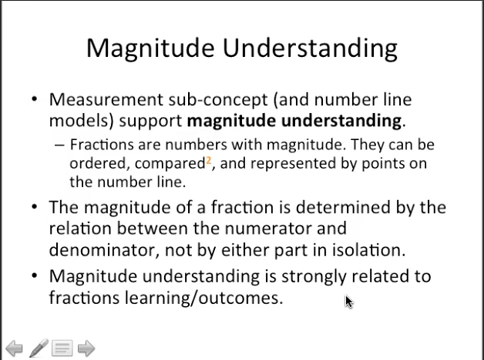 Magnitude Understanding
• Measurement sub-concept (and number line
models) support magnitude understanding.
– Fractions are numbers with magnitude. They can be
ordered, compared², and represented by points on
the number line.
• The magnitude of a fraction is determined by the
relation between the numerator and
denominator, not by either part in isolation.
• Magnitude understanding is strongly related to
fractions learning/outcomes.